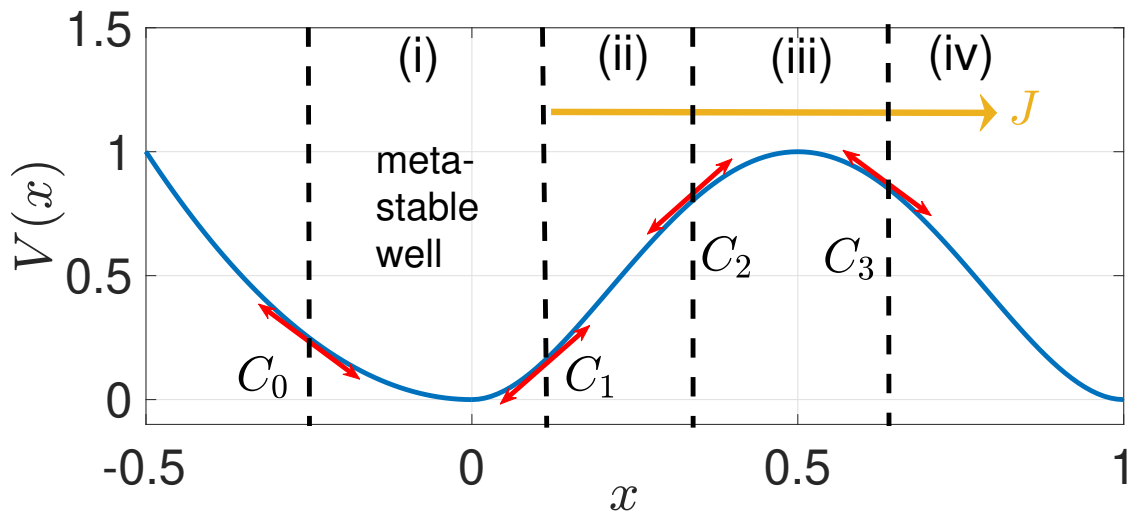 1.5
(i)
(ii)
(iii)
(iv)
J
1
meta-
stable
well
V(x)
0.5
C₂
C₃
C₀
C₁
0
-0.5
0
0.5
1
x